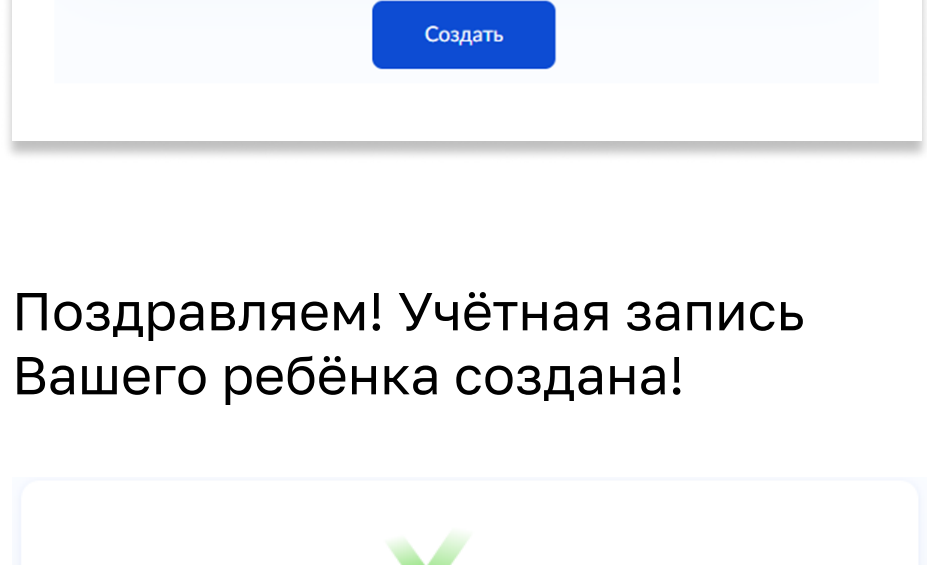 Создать
Поздравляем! Учётная запись
Вашего ребёнка создана!